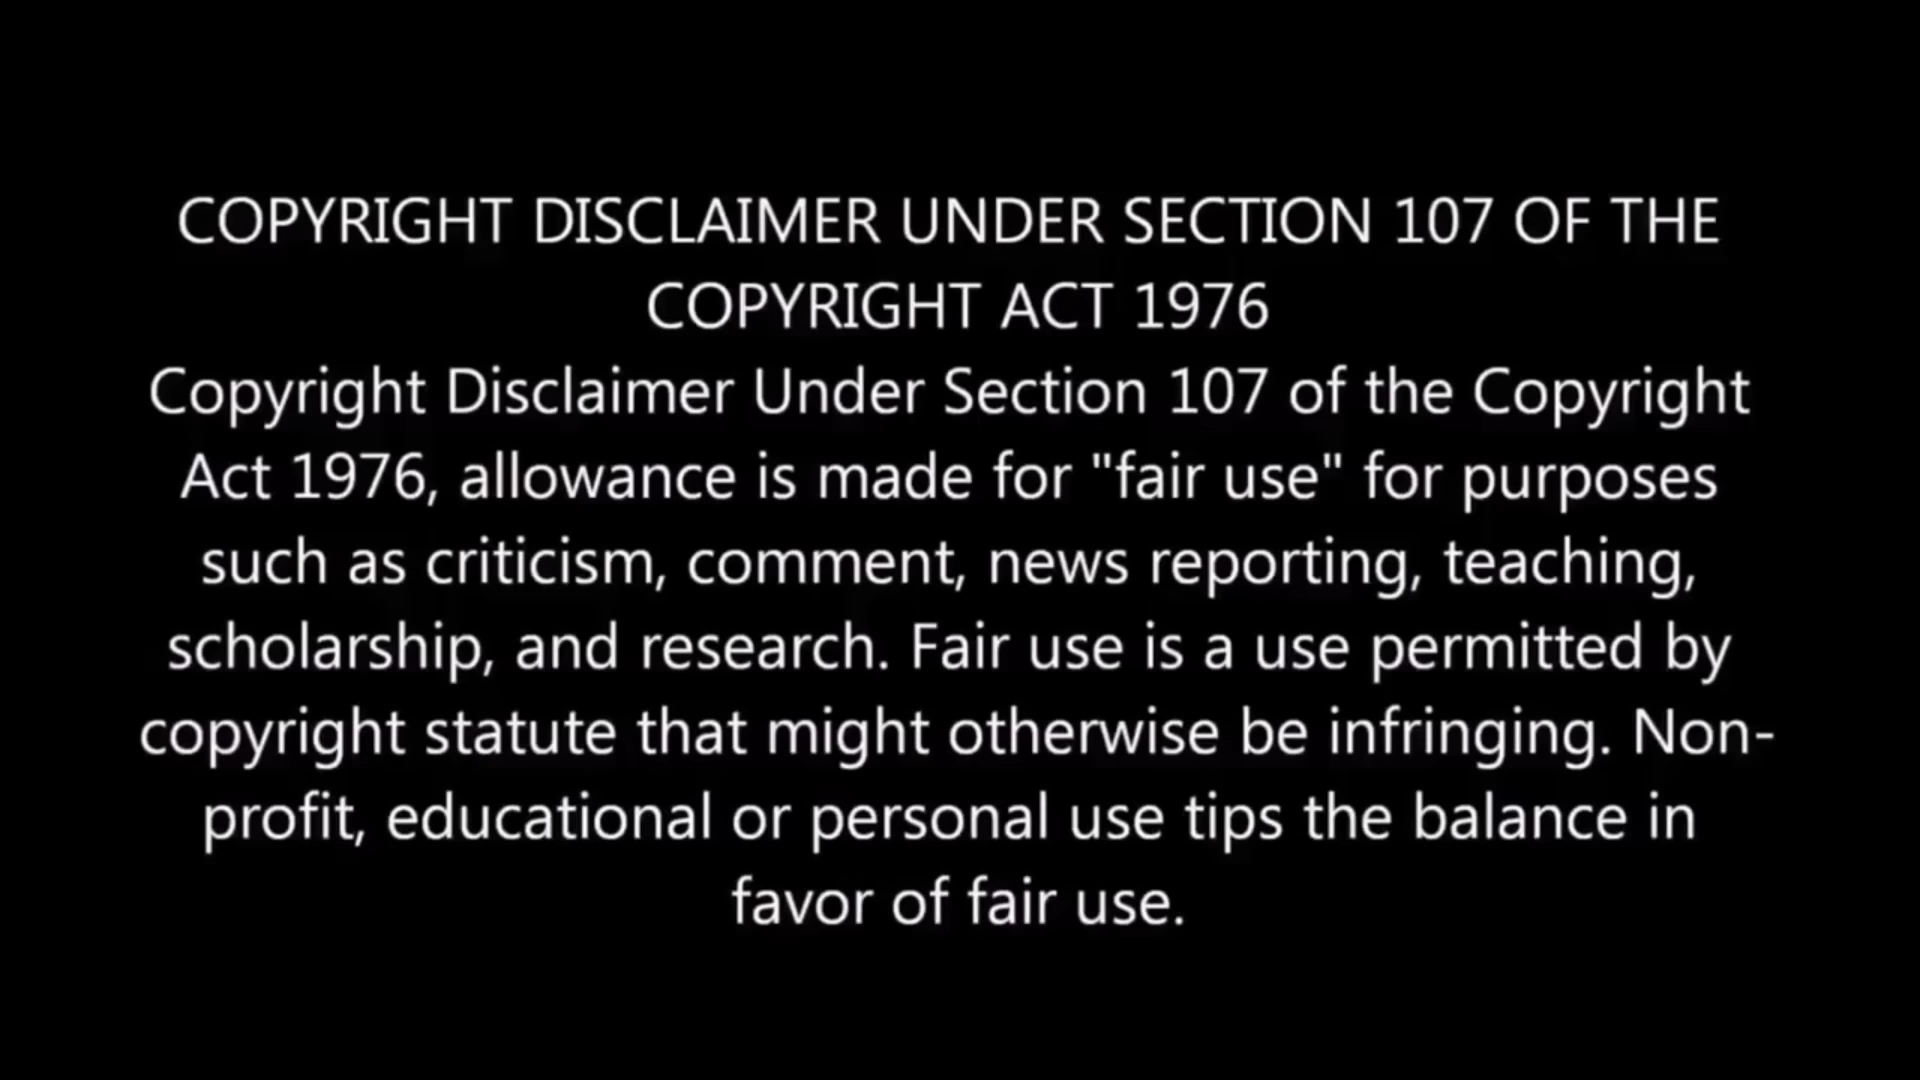 COPYRIGHT DISCLAIMER UNDER SECTION 107 OF THE
COPYRIGHT ACT 1976
Copyright Disclaimer Under Section 107 of the Copyright
Act 1976, allowance is made for "fair use" for purposes
such as criticism, comment, news reporting, teaching,
scholarship, and research. Fair use is a use permitted by
copyright statute that might otherwise be infringing. Non-
profit, educational or personal use tips the balance in
favor of fair use.